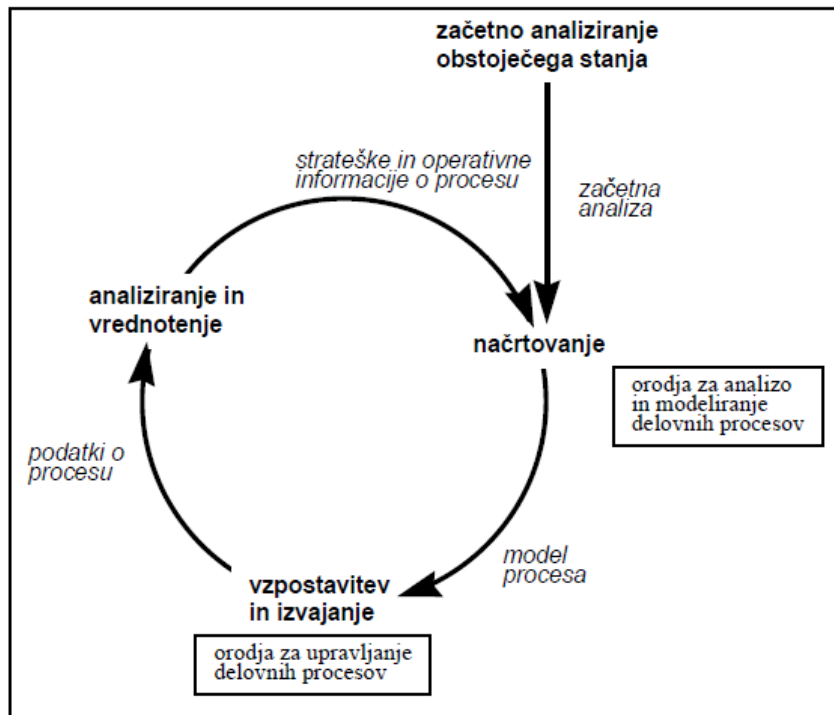 začetno analiziranje
obstoječega stanja
strateške in operativne
informacije o procesu
začetna
analiza
analiziranje in
vrednotenje
načrtovanje
orodja za analizo
in modeliranje
delovnih procesov
podatki o
procesu
model
procesa
vzpostavitev
in izvajanje
orodja za upravljanje
delovnih procesov